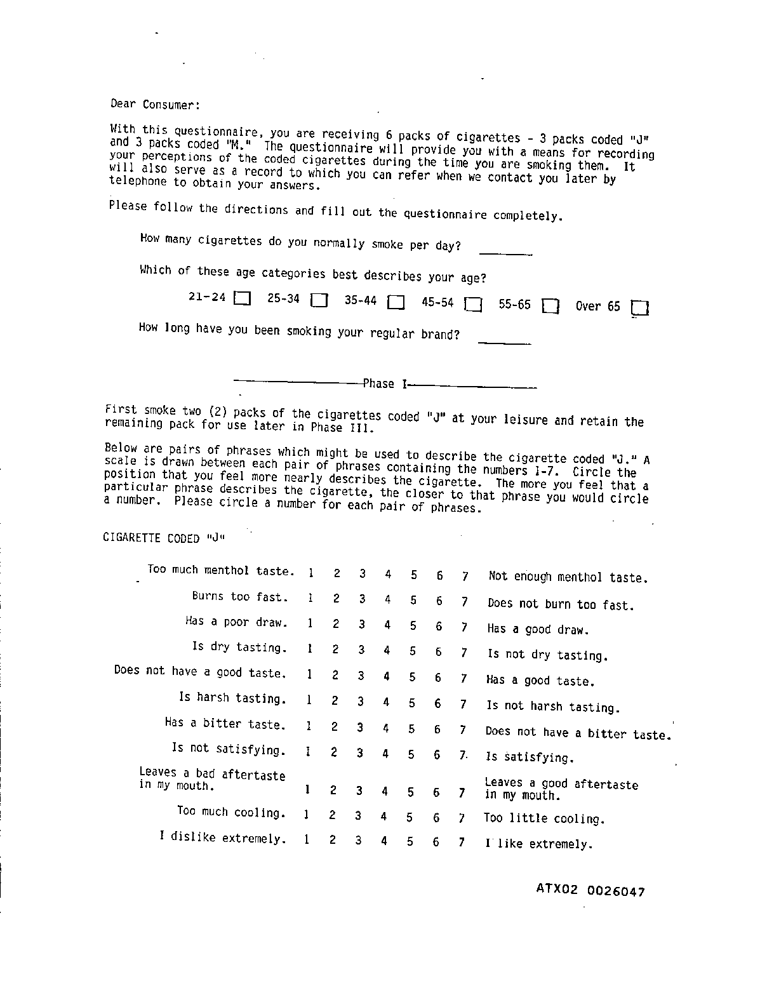 Dear Consumer:
With this questionnaire, you are receiving 6 packs of cigarettes - 3 packs coded "J"
and 3 packs coded "M." The questionnaire will provide you with a means for recording
your perceptions of the coded cigarettes during the time you are smoking them. It
will also serve as a record to which you can refer when we contact you later by
telephone to obtain your answers.
Please follow the directions and fill out the questionnaire completely.
How many cigarettes do you normally smoke per day? ______
Which of these age categories best describes your age?
21-24 □ 25-34 □ 35-44 □ 45-54 □ 55-65 □ Over 65 □
How long have you been smoking your regular brand? ______
Phase I
First smoke two (2) packs of the cigarettes coded "J" at your leisure and retain the
remaining pack for use later in Phase III.
Below are pairs of phrases which might be used to describe the cigarette coded "J." A
scale is drawn between each pair of phrases containing the numbers 1-7. Circle the
position that you feel more nearly describes the cigarette. The more you feel that a
particular phrase describes the cigarette, the closer to that phrase you would circle
a number. Please circle a number for each pair of phrases.
CIGARETTE CODED "J"
Too much menthol taste. 1 2 3 4 5 6 7 Not enough menthol taste.
Burns too fast. 1 2 3 4 5 6 7 Does not burn too fast.
Has a poor draw. 1 2 3 4 5 6 7 Has a good draw.
Is dry tasting. 1 2 3 4 5 6 7 Is not dry tasting.
Does not have a good taste. 1 2 3 4 5 6 7 Has a good taste.
Is harsh tasting. 1 2 3 4 5 6 7 Is not harsh tasting.
Has a bitter taste. 1 2 3 4 5 6 7 Does not have a bitter taste.
Is not satisfying. 1 2 3 4 5 6 7 Is satisfying.
Leaves a bad aftertaste
in my mouth. 1 2 3 4 5 6 7 Leaves a good aftertaste
in my mouth.
Too much cooling. 1 2 3 4 5 6 7 Too little cooling.
I dislike extremely. 1 2 3 4 5 6 7 I like extremely.
ATX02 0026047